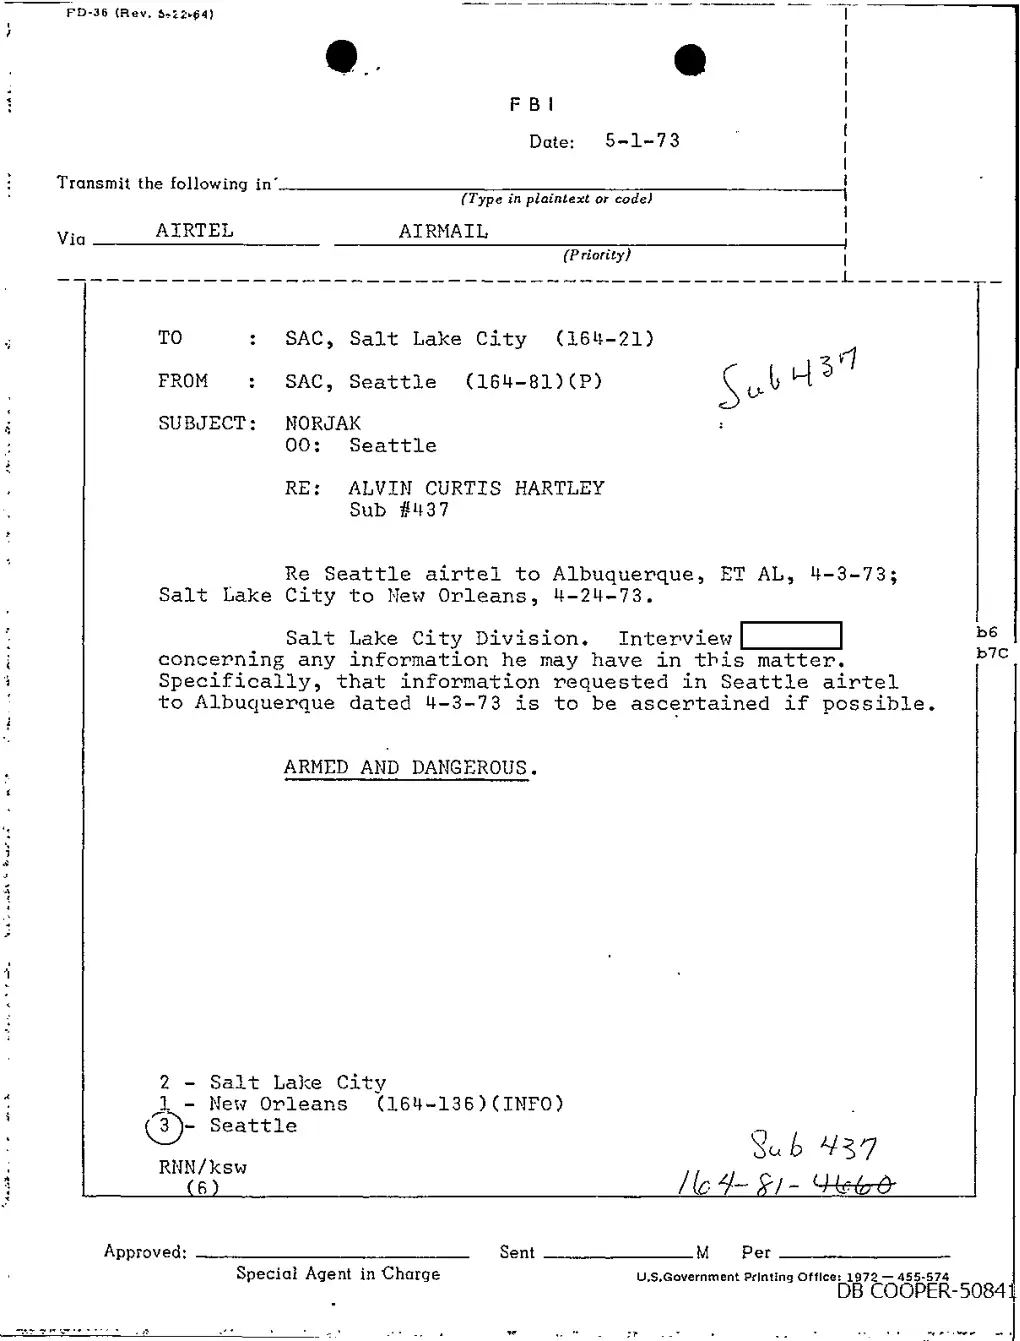 FD-36 (Rev. 5-22-64)
F B I
Date: 5-1-73
Transmit the following in
(Type in plaintext or code)
Via AIRTEL AIRMAIL
(Priority)
TO : SAC, Salt Lake City (164-21)
FROM : SAC, Seattle (164-81)(P)
Sub 437
SUBJECT: NORJAK
OO: Seattle
RE: ALVIN CURTIS HARTLEY
Sub #437
Re Seattle airtel to Albuquerque, ET AL, 4-3-73;
Salt Lake City to New Orleans, 4-24-73.
Salt Lake City Division. Interview
b6
concerning any information he may have in this matter.
b7C
Specifically, that information requested in Seattle airtel
to Albuquerque dated 4-3-73 is to be ascertained if possible.
ARMED AND DANGEROUS.
2 - Salt Lake City
1 - New Orleans (164-136)(INFO)
3 - Seattle
Sub 437
RNN/ksw
(6)
164-81-4660
Approved: Sent M Per
Special Agent in Charge
U.S.Government Printing Office: 1972 — 455-574
DB COOPER-50841